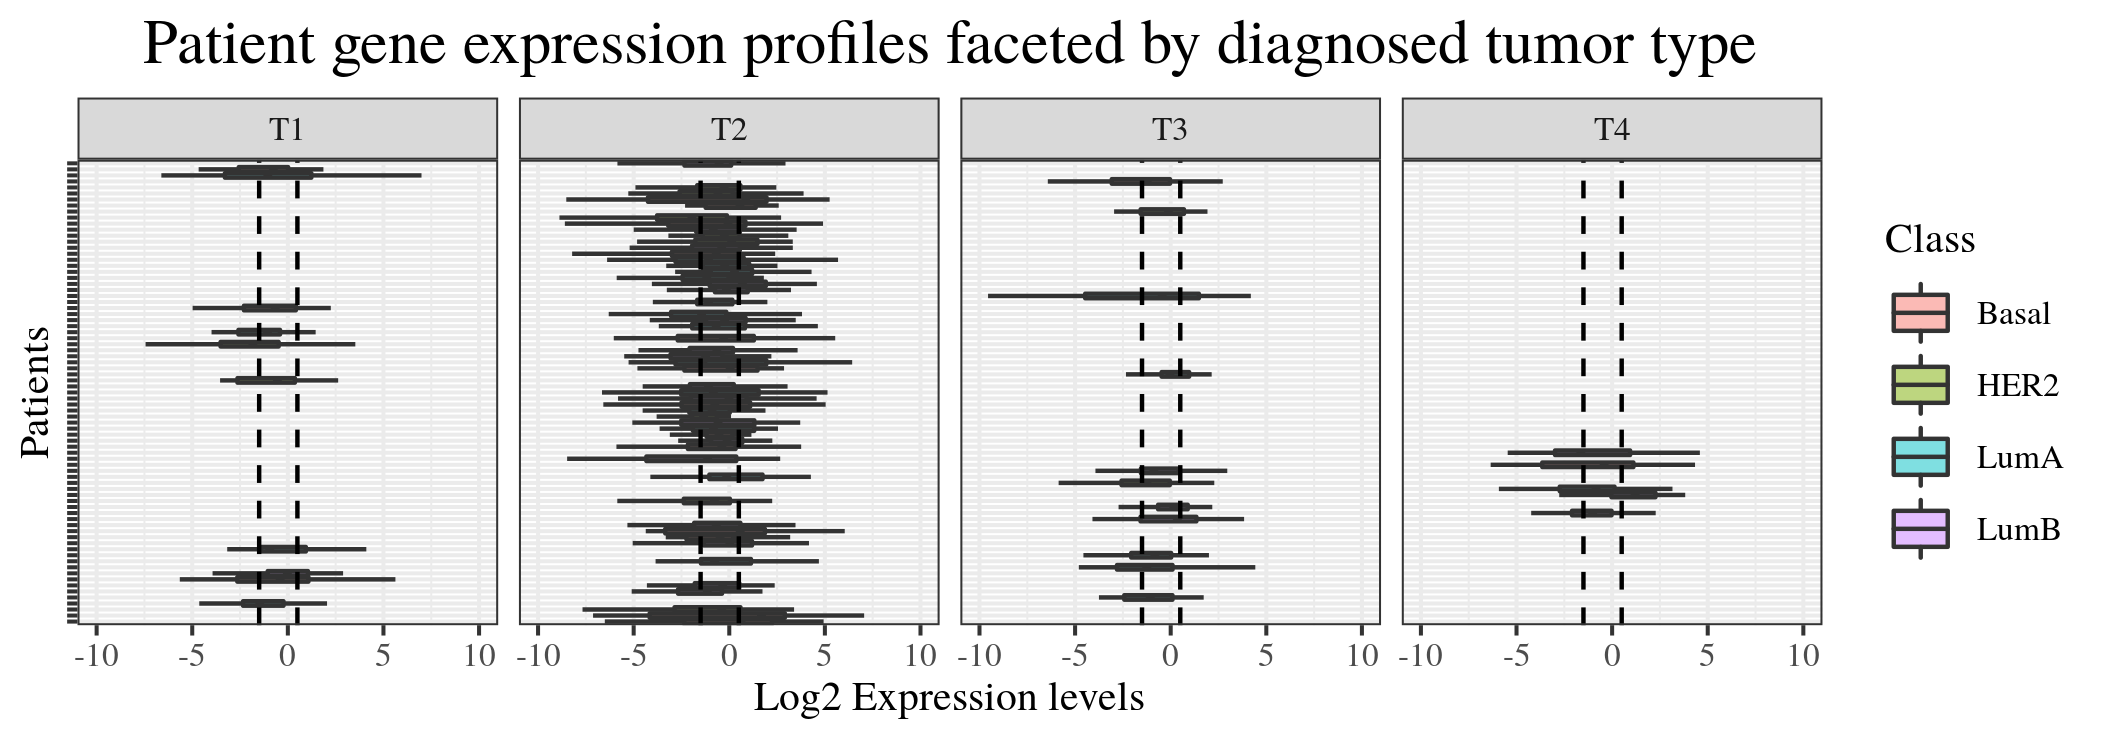 Patient gene expression profiles faceted by diagnosed tumor type
T1 T2 T3 T4
Patients
-10 -5 0 5 10 -10 -5 0 5 10 -10 -5 0 5 10 -10 -5 0 5 10
Log2 Expression levels
Class
Basal
HER2
LumA
LumB